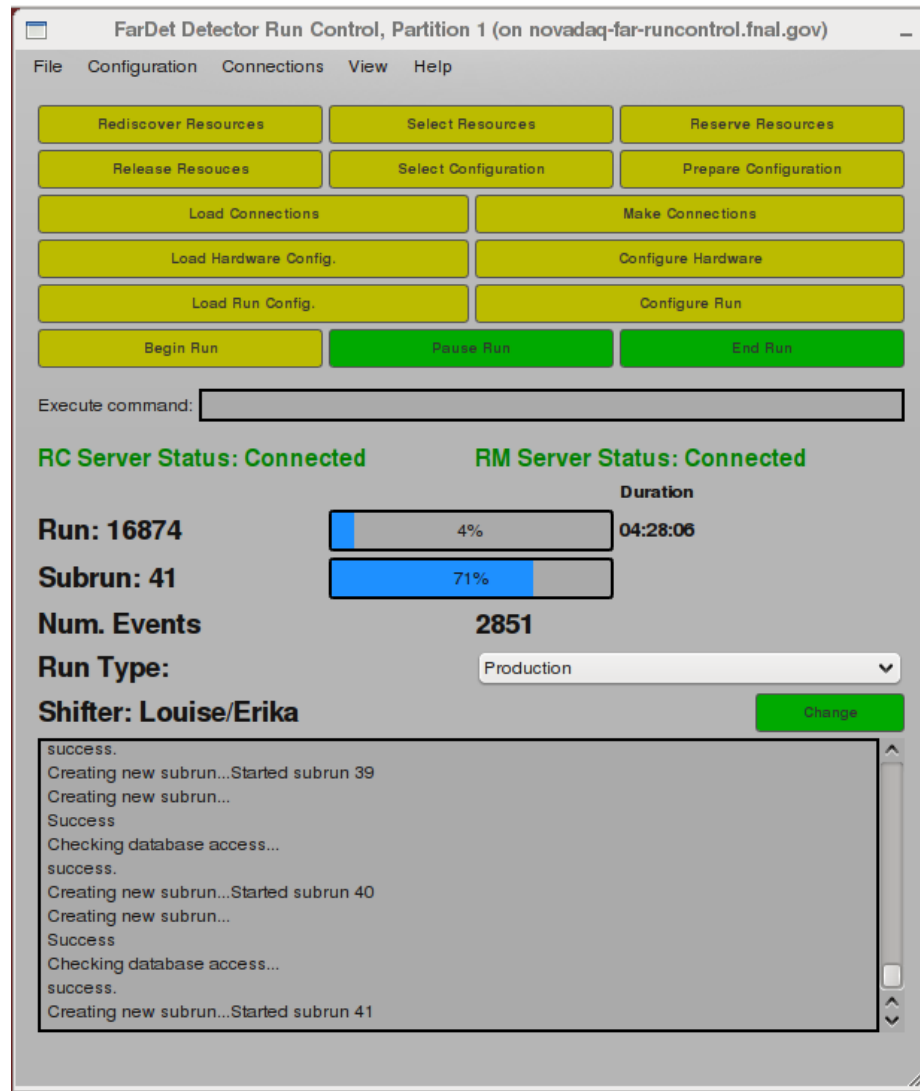 FarDet Detector Run Control, Partition 1 (on novadaq-far-runcontrol.fnal.gov)
File Configuration Connections View Help
Rediscover Resources Select Resources Reserve Resources
Release Resouces Select Configuration Prepare Configuration
Load Connections Make Connections
Load Hardware Config. Configure Hardware
Load Run Config. Configure Run
Begin Run Pause Run End Run
Execute command:
RC Server Status: Connected RM Server Status: Connected
Duration
Run: 16874 4% 04:28:06
Subrun: 41 71%
Num. Events 2851
Run Type: Production
Shifter: Louise/Erika Change
success.
Creating new subrun...Started subrun 39
Creating new subrun...
Success
Checking database access...
success.
Creating new subrun...Started subrun 40
Creating new subrun...
Success
Checking database access...
success.
Creating new subrun...Started subrun 41